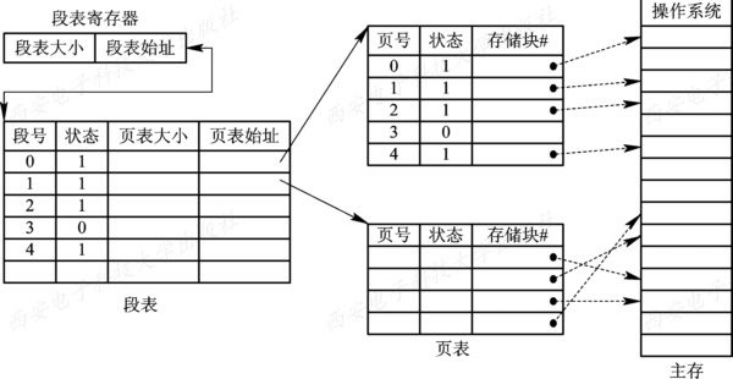 段表寄存器
段表大小 段表始址
段号 状态 页表大小 页表始址
0 1
1 1
2 1
3 0
4 1
段表
页号 状态 存储块#
0 1
1 1
2 1
3 0
4 1
页号 状态 存储块#
页表
操作系统
主存
西安电子科技大学出版社